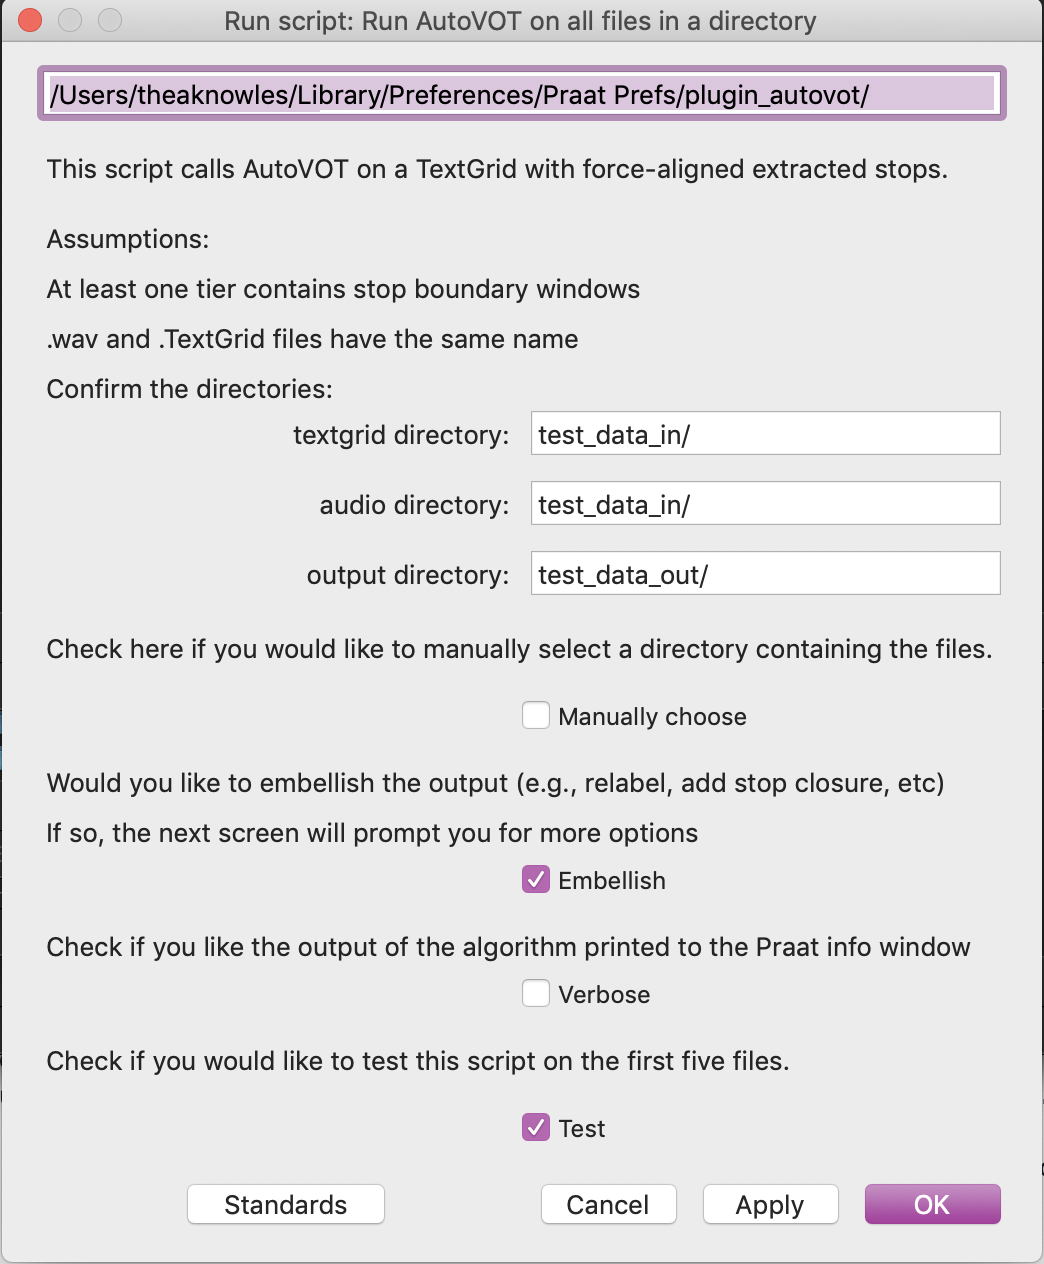 Run script: Run AutoVOT on all files in a directory
/Users/theaknowles/Library/Preferences/Praat Prefs/plugin_autovot/
This script calls AutoVOT on a TextGrid with force-aligned extracted stops.
Assumptions:
At least one tier contains stop boundary windows
.wav and .TextGrid files have the same name
Confirm the directories:
textgrid directory: test_data_in/
audio directory: test_data_in/
output directory: test_data_out/
Check here if you would like to manually select a directory containing the files.
Manually choose
Would you like to embellish the output (e.g., relabel, add stop closure, etc)
If so, the next screen will prompt you for more options
Embellish
Check if you like the output of the algorithm printed to the Praat info window
Verbose
Check if you would like to test this script on the first five files.
Test
Standards Cancel Apply OK